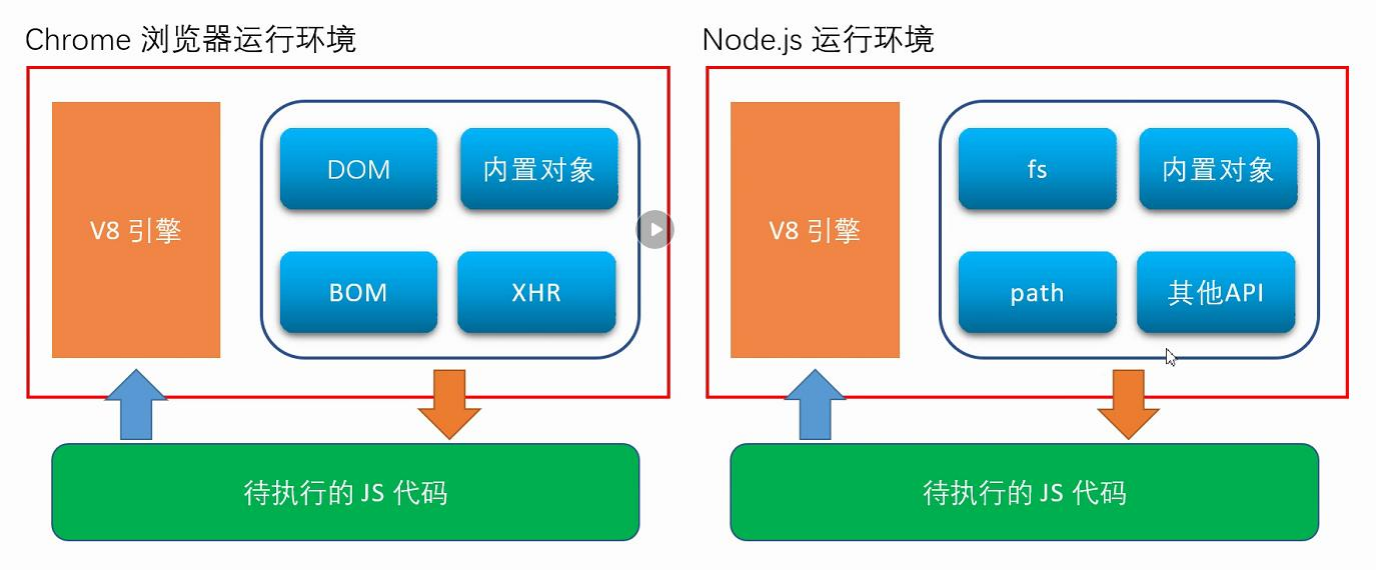 Chrome 浏览器运行环境
V8 引擎
DOM
内置对象
BOM
XHR
待执行的 JS 代码
Node.js 运行环境
V8 引擎
fs
内置对象
path
其他API
待执行的 JS 代码